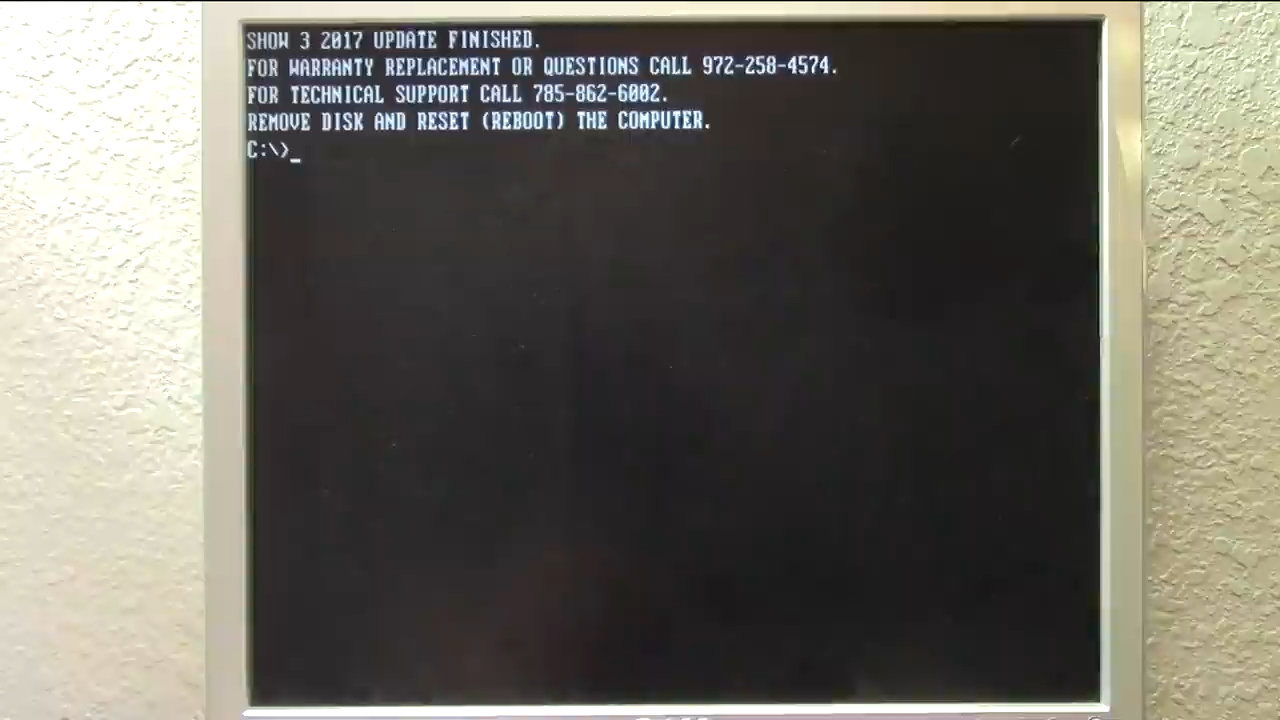 SHOW 3 2017 UPDATE FINISHED.
FOR WARRANTY REPLACEMENT OR QUESTIONS CALL 972-258-4574.
FOR TECHNICAL SUPPORT CALL 785-862-6002.
REMOVE DISK AND RESET (REBOOT) THE COMPUTER.
C:\>_